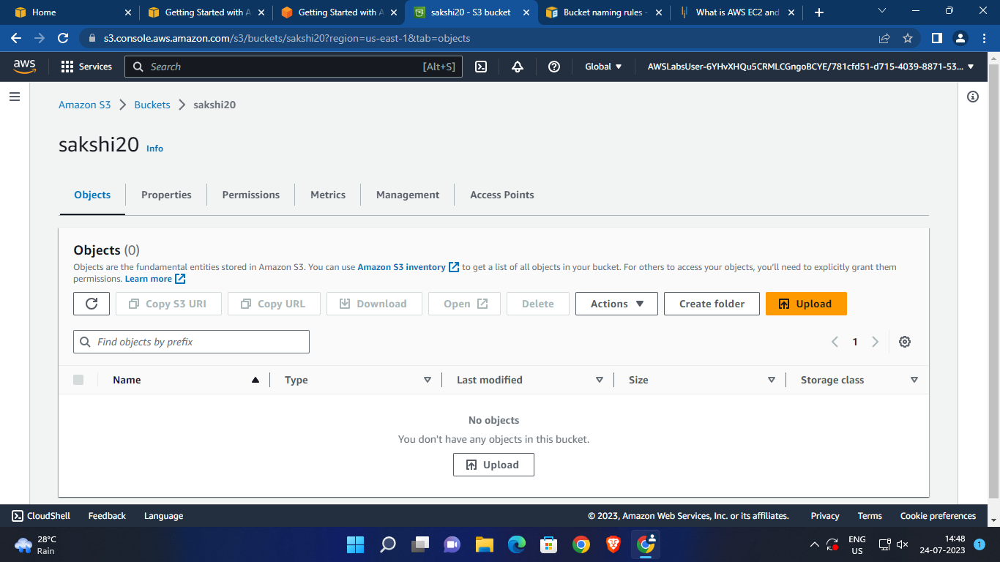 Home
Getting Started with A
Getting Started with A
sakshi20 - S3 bucket
Bucket naming rules -
What is AWS EC2 and
s3.console.aws.amazon.com/s3/buckets/sakshi20?region=us-east-1&tab=objects
aws
Services
Search
[Alt+S]
Global
AWSLabsUser-6YHvXHQu5CRMLCGngoBCYE/781cfd51-d715-4039-8871-53...
Amazon S3
Buckets
sakshi20
sakshi20 Info
Objects
Properties
Permissions
Metrics
Management
Access Points
Objects (0)
Objects are the fundamental entities stored in Amazon S3. You can use Amazon S3 inventory to get a list of all objects in your bucket. For others to access your objects, you'll need to explicitly grant them
permissions. Learn more
Copy S3 URI
Copy URL
Download
Open
Delete
Actions
Create folder
Upload
Find objects by prefix
1
Name
Type
Last modified
Size
Storage class
No objects
You don't have any objects in this bucket.
Upload
CloudShell
Feedback
Language
© 2023, Amazon Web Services, Inc. or its affiliates.
Privacy
Terms
Cookie preferences
28°C
Rain
ENG
US
14:48
24-07-2023
1